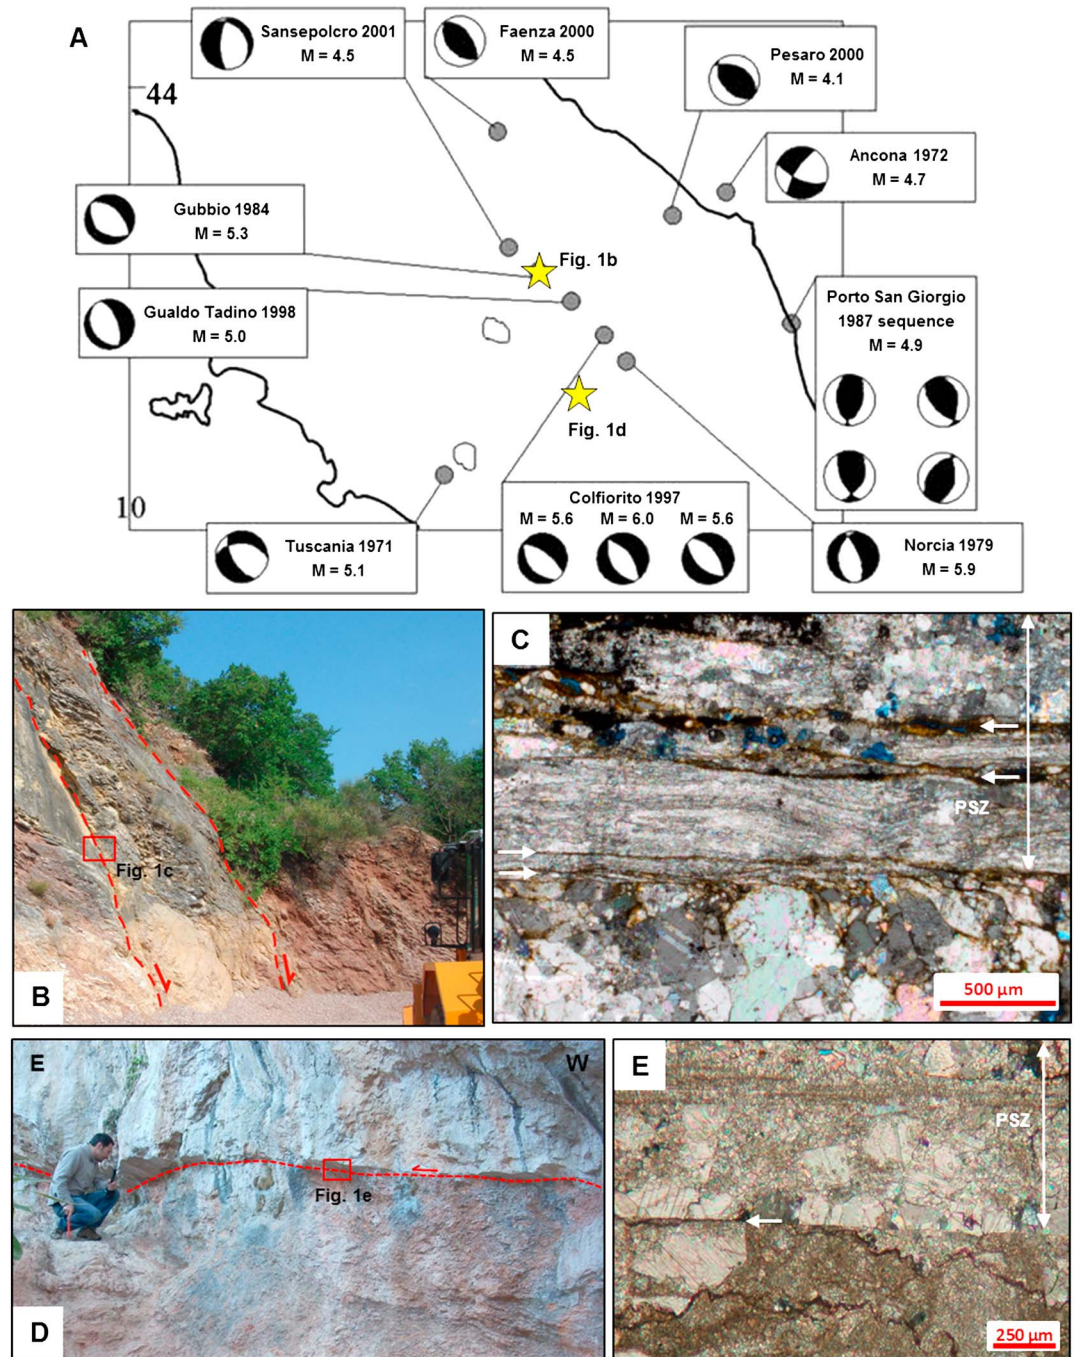 A
Sansepolcro 2001
M = 4.5
Faenza 2000
M = 4.5
Pesaro 2000
M = 4.1
44
Ancona 1972
M = 4.7
Gubbio 1984
M = 5.3
Fig. 1b
Gualdo Tadino 1998
M = 5.0
Porto San Giorgio
1987 sequence
M = 4.9
Fig. 1d
10
Colfiorito 1997
M = 5.6 M = 6.0 M = 5.6
Tuscania 1971
M = 5.1
Norcia 1979
M = 5.9
Fig. 1c
B
C
PSZ
500 μm
E
W
Fig. 1e
D
E
PSZ
250 μm